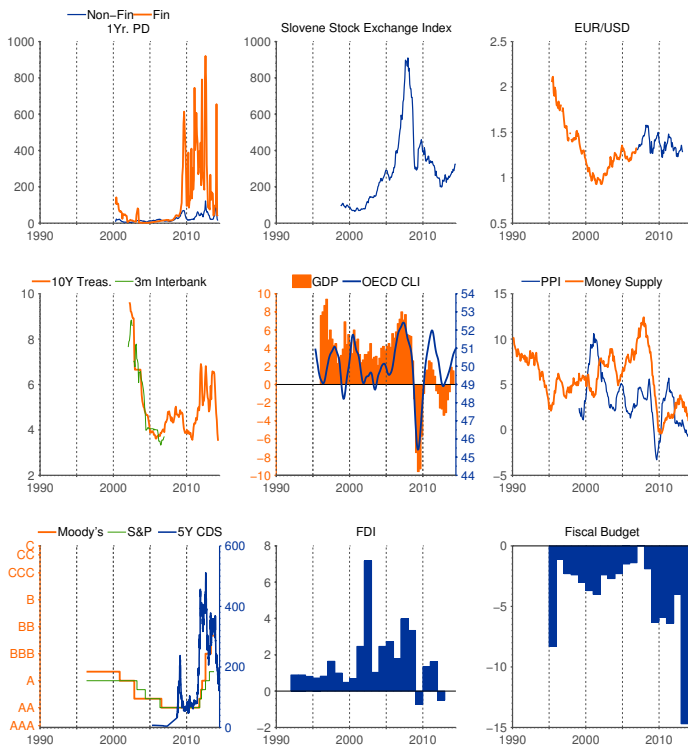 Non−Fin Fin
1Yr. PD
1000
800
600
400
200
0
1990 2000 2010
Slovene Stock Exchange Index
1000
800
600
400
200
0
1990 2000 2010
EUR/USD
2.5
2
1.5
1
0.5
1990 2000 2010
10Y Treas. 3m Interbank
10
8
6
4
2
1990 2000 2010
GDP OECD CLI
10 54
8 53
6 52
4 51
2 50
0 49
−2 48
−4 47
−6 46
−8 45
−10 44
1990 2000 2010
PPI Money Supply
15
10
5
0
−5
1990 2000 2010
Moody's S&P 5Y CDS
C 600
CC
CCC
B 400
BB
BBB 200
A
AA
AAA 0
1990 2000 2010
FDI
8
6
4
2
0
−2
1990 2000 2010
Fiscal Budget
0
−5
−10
−15
1990 2000 2010